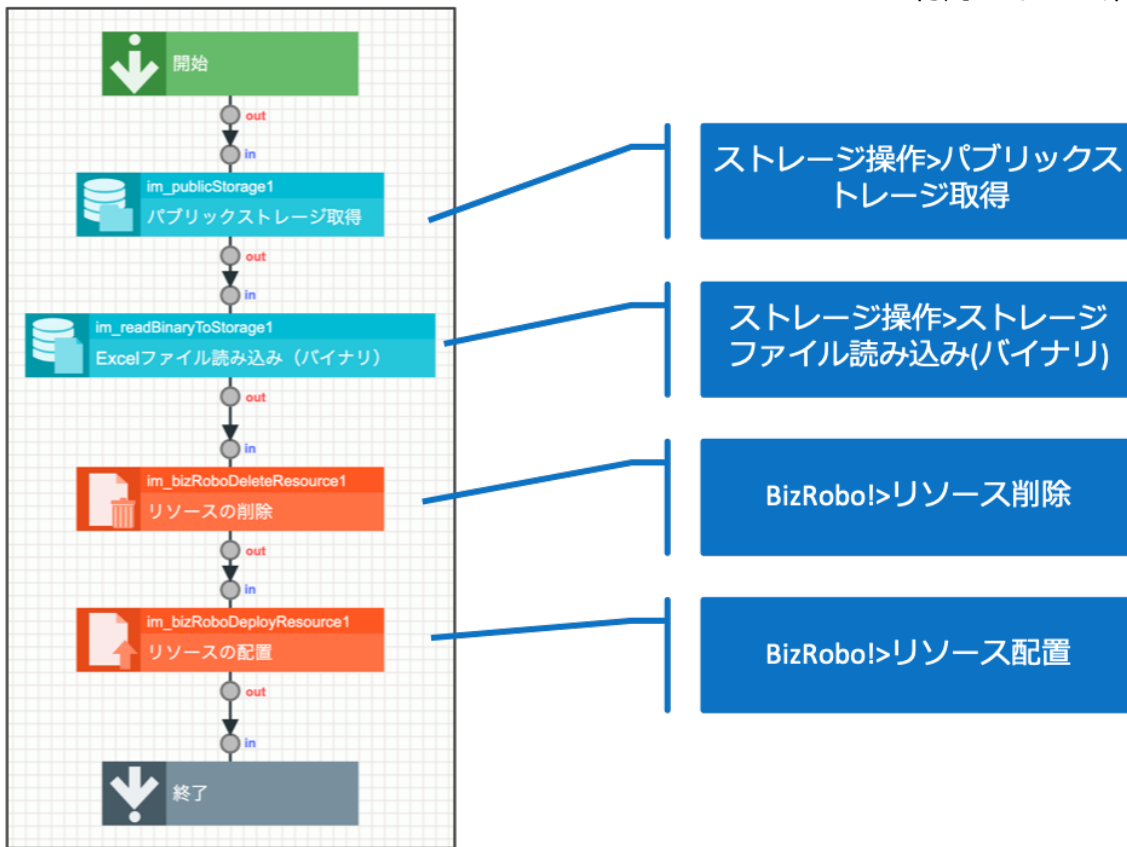 開始
out
in
im_publicStorage1
パブリックストレージ取得
out
in
im_readBinaryToStorage1
Excelファイル読み込み（バイナリ）
out
in
im_bizRoboDeleteResource1
リソースの削除
out
in
im_bizRoboDeployResource1
リソースの配置
out
in
終了
ストレージ操作>パブリックス
トレージ取得
ストレージ操作>ストレージ
ファイル読み込み(バイナリ)
BizRobo!>リソース削除
BizRobo!>リソース配置